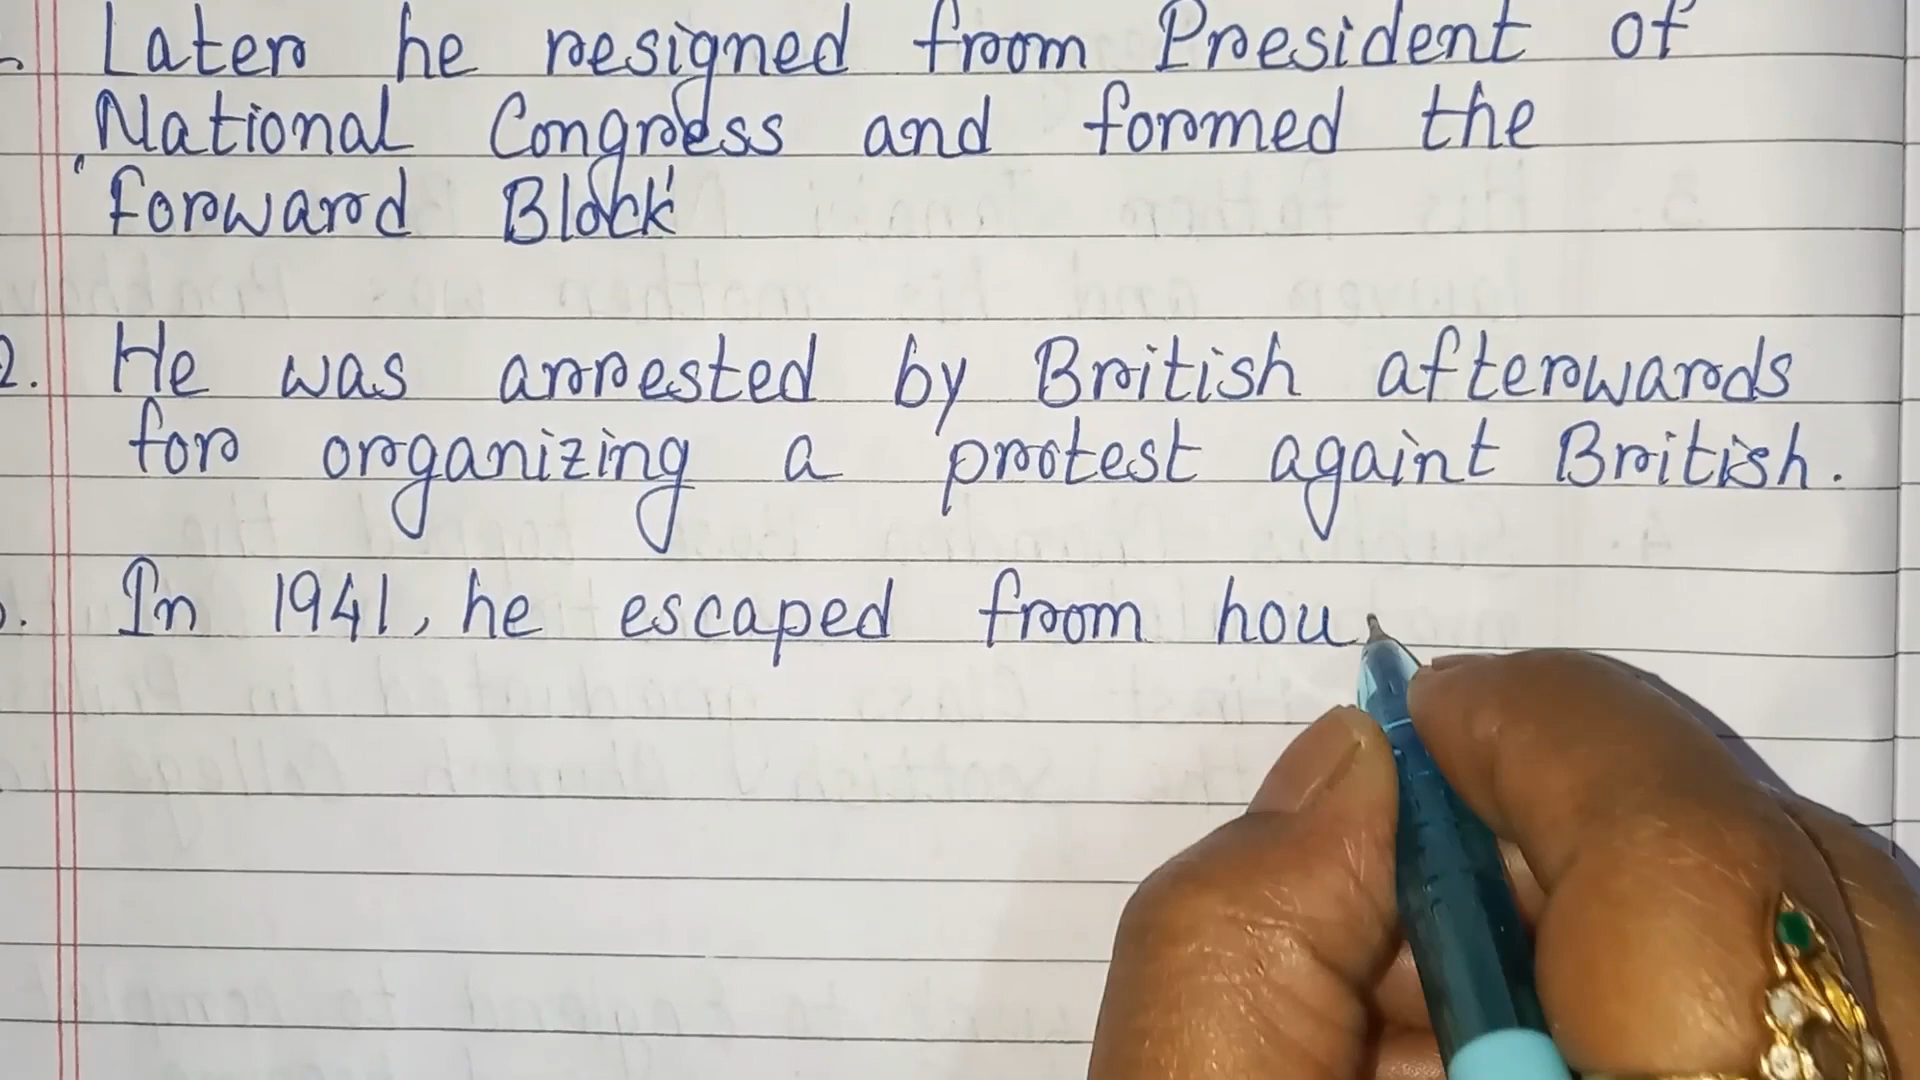 Later he resigned from President of
National Congress and formed the
'Forward Block'
2. He was arrested by British afterwards
for organizing a protest againt British.
In 1941, he escaped from hou